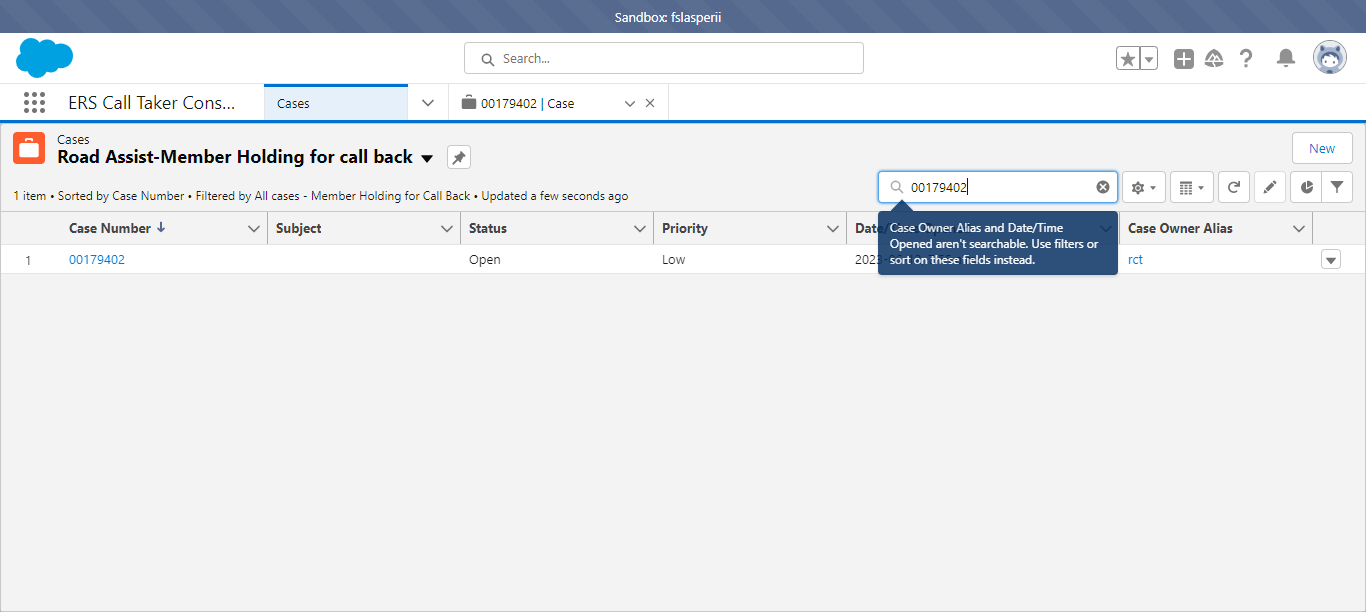 Sandbox: fslasperii
Search...
ERS Call Taker Cons...
Cases
00179402 | Case
Cases
Road Assist-Member Holding for call back
New
1 item • Sorted by Case Number • Filtered by All cases - Member Holding for Call Back • Updated a few seconds ago
00179402
Case Number
Subject
Status
Priority
Date/
Case Owner Alias
Case Owner Alias and Date/Time
Opened aren't searchable. Use filters or
sort on these fields instead.
1
00179402
Open
Low
rct